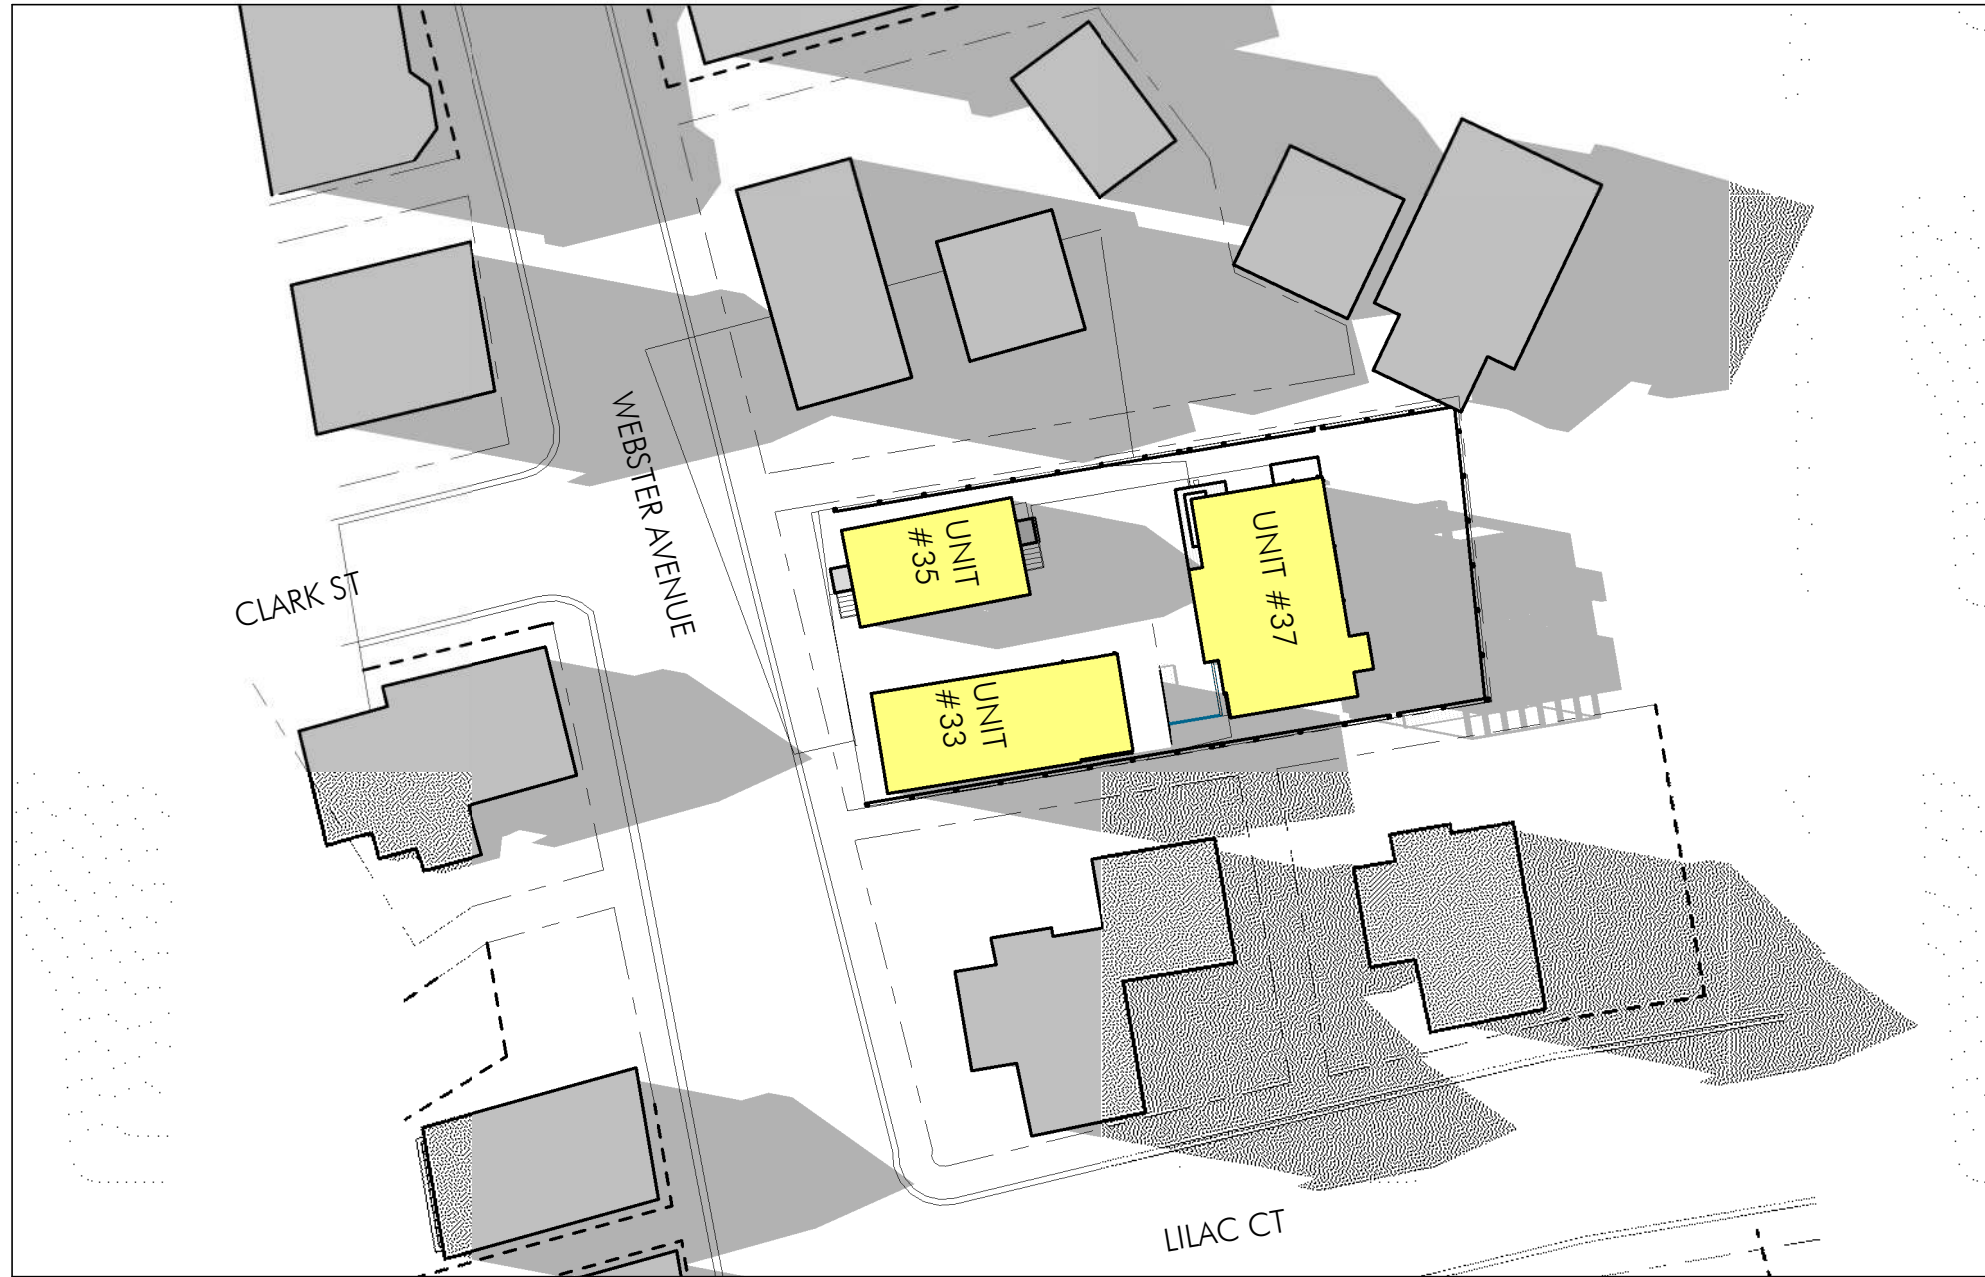 WEBSTER AVENUE
CLARK ST
UNIT
#35
UNIT #37
UNIT
#33
LILAC CT